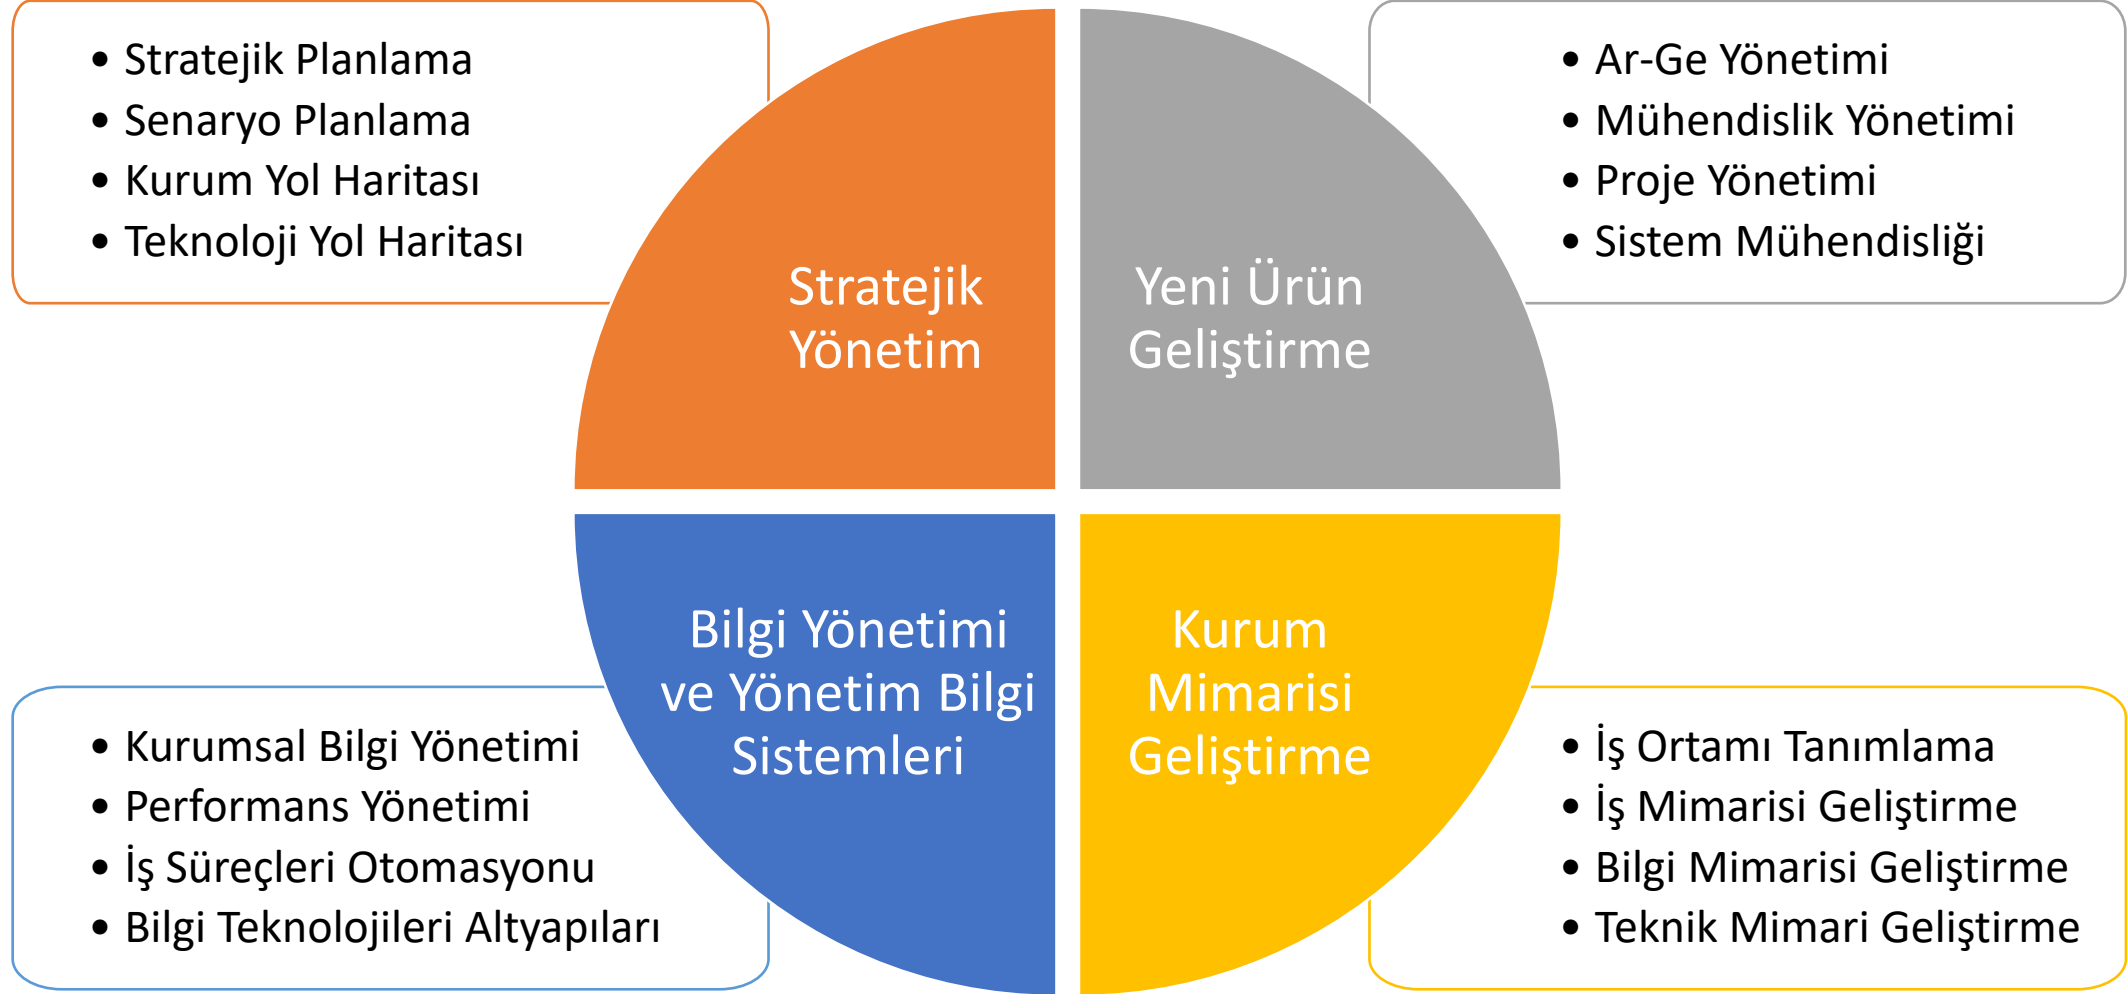 • Stratejik Planlama
• Senaryo Planlama
• Kurum Yol Haritası
• Teknoloji Yol Haritası
Stratejik
Yönetim
• Ar-Ge Yönetimi
• Mühendislik Yönetimi
• Proje Yönetimi
• Sistem Mühendisliği
Yeni Ürün
Geliştirme
Bilgi Yönetimi
ve Yönetim Bilgi
Sistemleri
• Kurumsal Bilgi Yönetimi
• Performans Yönetimi
• İş Süreçleri Otomasyonu
• Bilgi Teknolojileri Altyapıları
Kurum
Mimarisi
Geliştirme
• İş Ortamı Tanımlama
• İş Mimarisi Geliştirme
• Bilgi Mimarisi Geliştirme
• Teknik Mimari Geliştirme